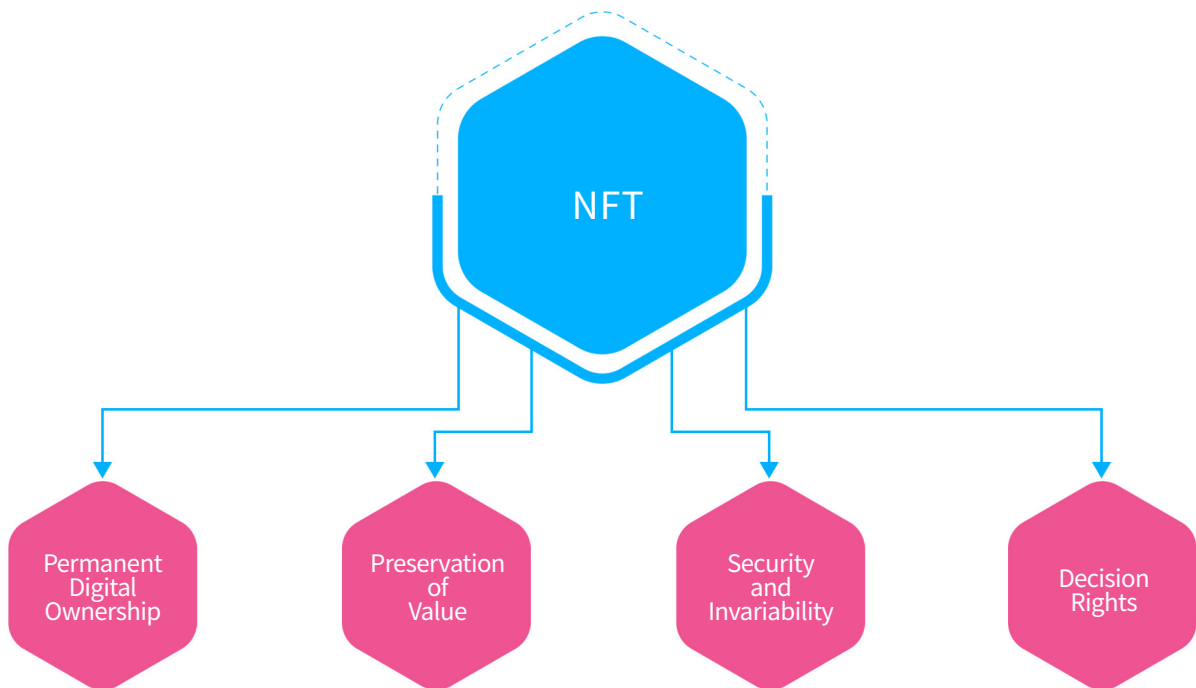 NFT
Permanent
Digital
Ownership
Preservation
of
Value
Security
and
Invariability
Decision
Rights